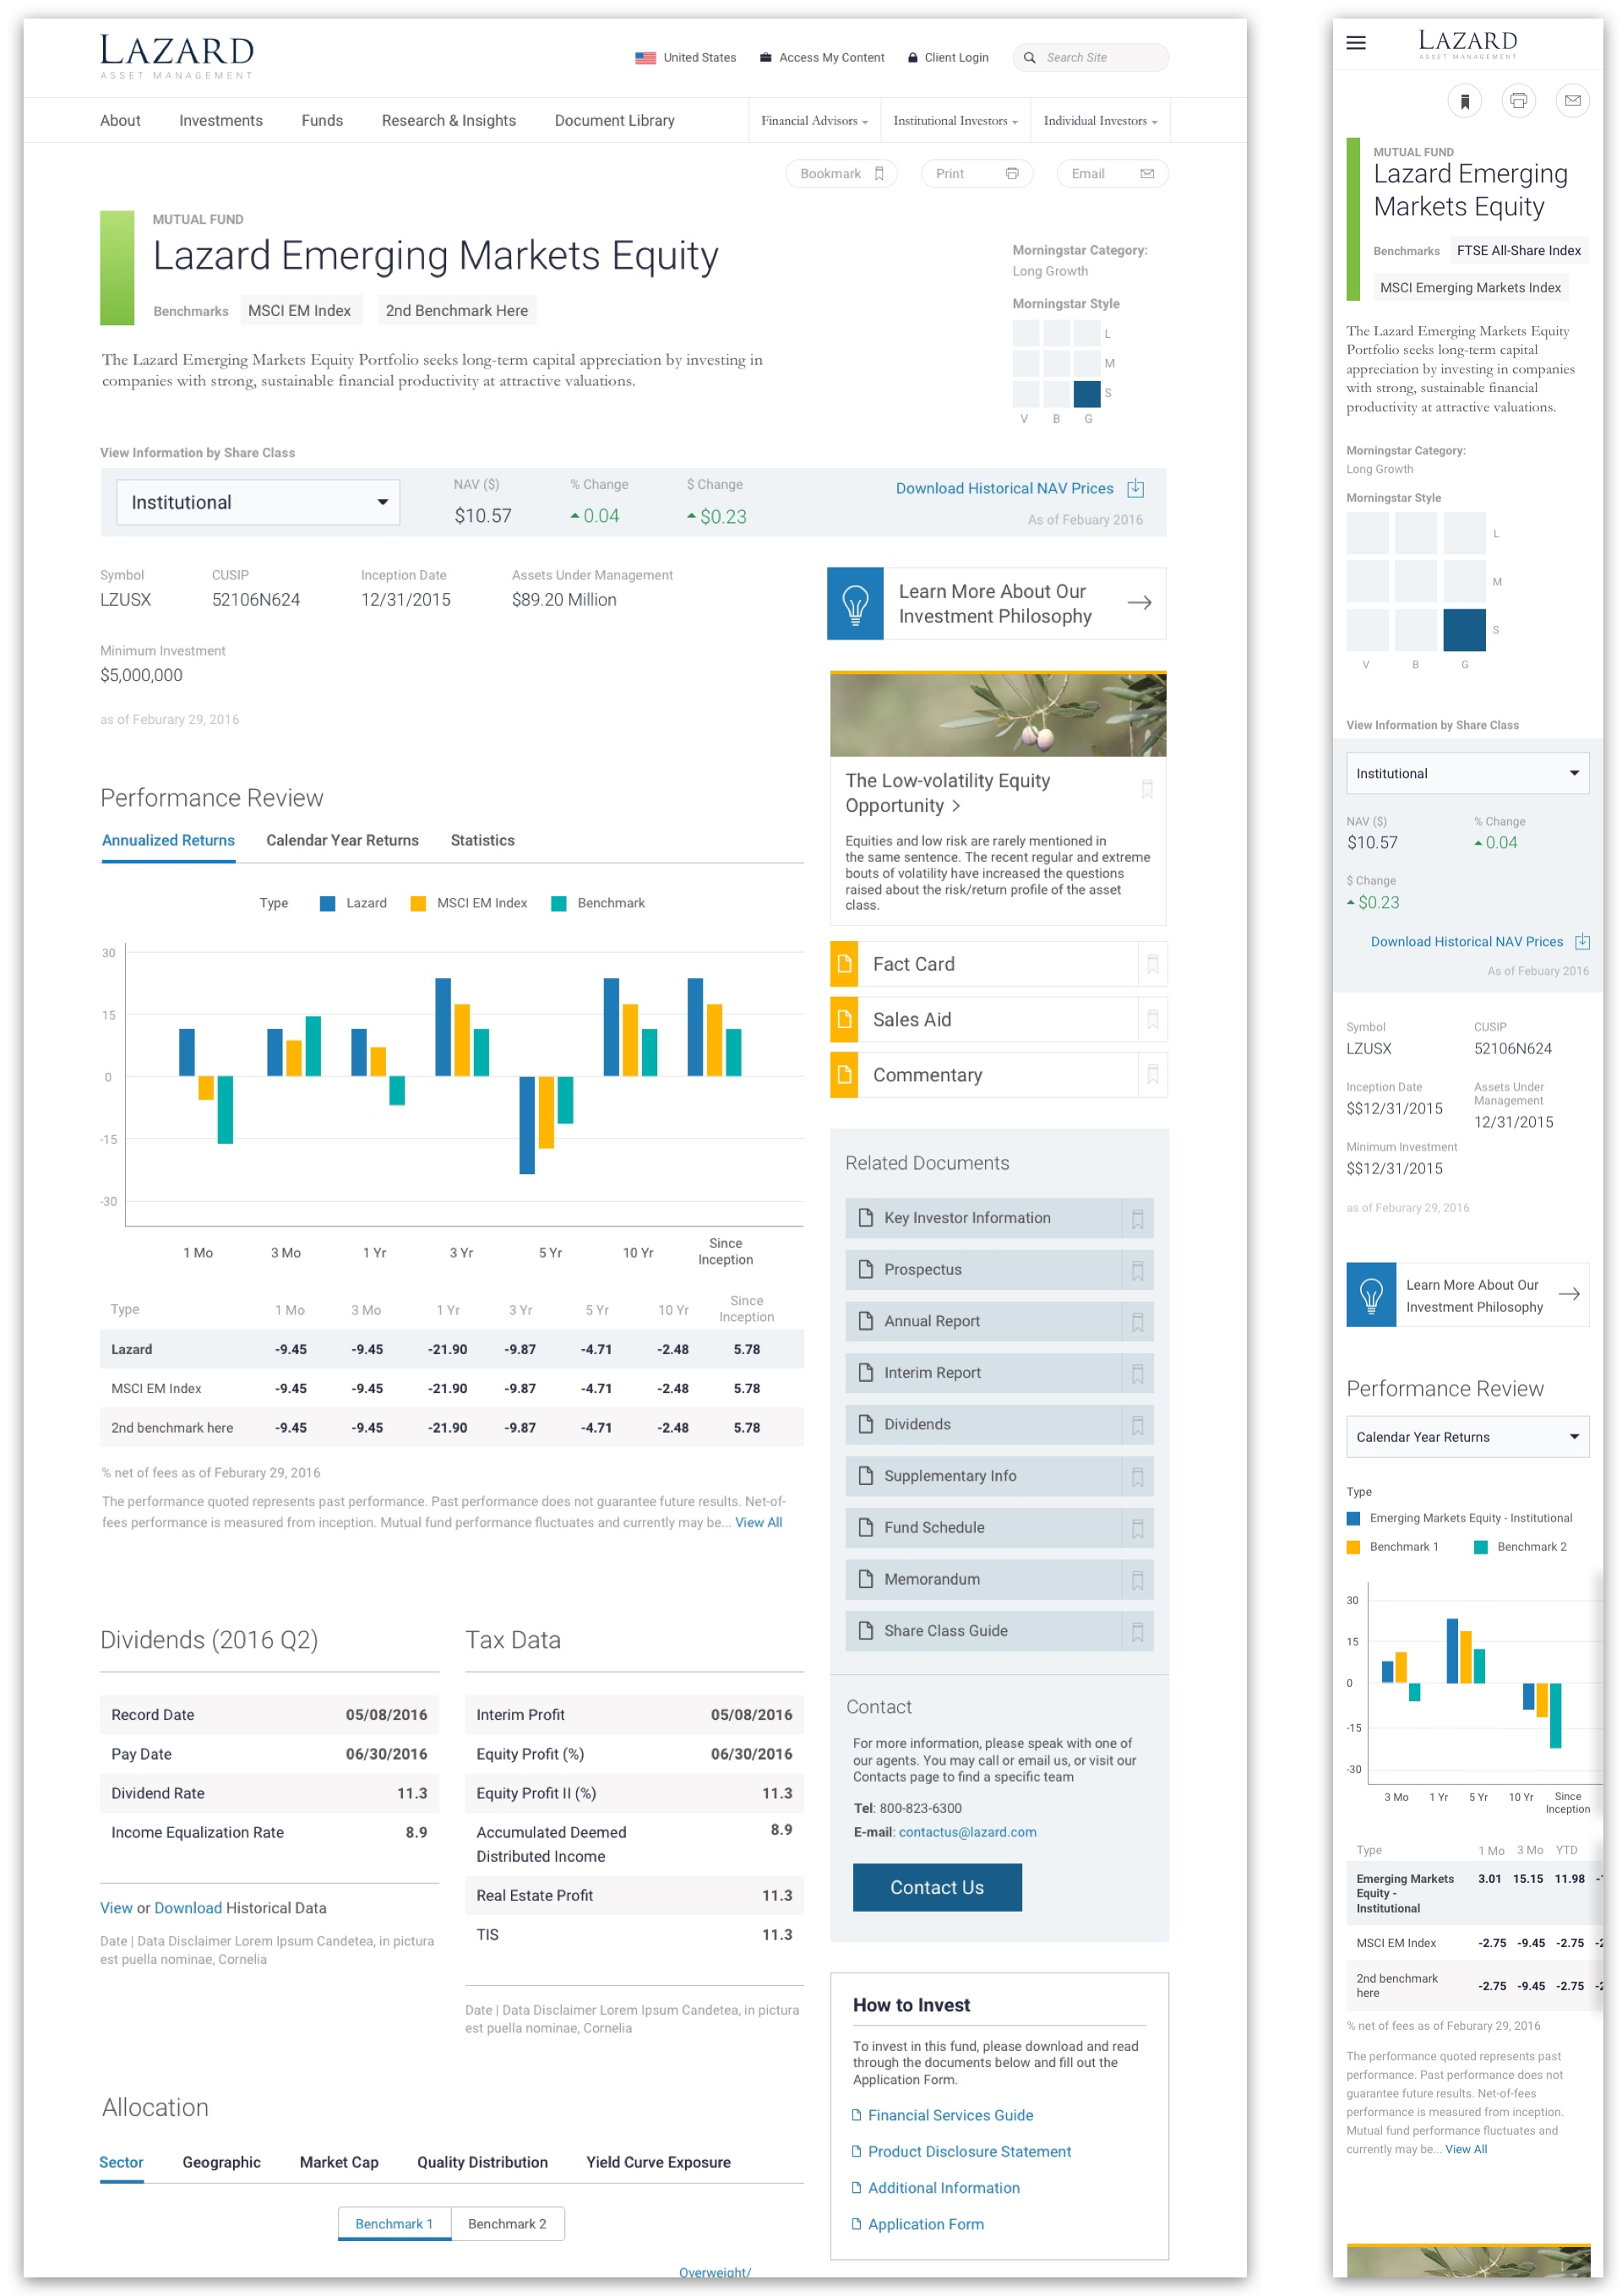 LAZARD
ASSET MANAGEMENT
United States
Access My Content
Client Login
Search Site
About
Investments
Funds
Research & Insights
Document Library
Financial Advisors
Institutional Investors
Individual Investors
Bookmark
Print
Email
MUTUAL FUND
Lazard Emerging Markets Equity
Benchmarks MSCI EM Index 2nd Benchmark Here
The Lazard Emerging Markets Equity Portfolio seeks long-term capital appreciation by investing in
companies with strong, sustainable financial productivity at attractive valuations.
Morningstar Category:
Long Growth
Morningstar Style
L
M
S
V B G
View Information by Share Class
Institutional
NAV ($) % Change $ Change
$10.57 0.04 $0.23
Download Historical NAV Prices
As of Febuary 2016
Symbol CUSIP Inception Date Assets Under Management
LZUSX 52106N624 12/31/2015 $89.20 Million
Minimum Investment
$5,000,000
as of Feburary 29, 2016
Performance Review
Annualized Returns Calendar Year Returns Statistics
Type Lazard MSCI EM Index Benchmark
30
15
0
-15
-30
1 Mo 3 Mo 1 Yr 3 Yr 5 Yr 10 Yr Since
Inception
Type 1 Mo 3 Mo 1 Yr 3 Yr 5 Yr 10 Yr Since
Inception
Lazard -9.45 -9.45 -21.90 -9.87 -4.71 -2.48 5.78
MSCI EM Index -9.45 -9.45 -21.90 -9.87 -4.71 -2.48 5.78
2nd benchmark here -9.45 -9.45 -21.90 -9.87 -4.71 -2.48 5.78
% net of fees as of Feburary 29, 2016
The performance quoted represents past performance. Past performance does not guarantee future results. Net-of-
fees performance is measured from inception. Mutual fund performance fluctuates and currently may be... View All
Dividends (2016 Q2)
Record Date 05/08/2016
Pay Date 06/30/2016
Dividend Rate 11.3
Income Equalization Rate 8.9
View or Download Historical Data
Date | Data Disclaimer Lorem Ipsum Candetea, in pictura
est puella nominae, Cornelia
Tax Data
Interim Profit 05/08/2016
Equity Profit (%) 06/30/2016
Equity Profit II (%) 11.3
Accumulated Deemed 8.9
Distributed Income
Real Estate Profit 11.3
TIS 11.3
Date | Data Disclaimer Lorem Ipsum Candetea, in pictura
est puella nominae, Cornelia
Allocation
Sector Geographic Market Cap Quality Distribution Yield Curve Exposure
Benchmark 1 Benchmark 2
Overweight/
Learn More About Our
Investment Philosophy
The Low-volatility Equity
Opportunity >
Equities and low risk are rarely mentioned in
the same sentence. The recent regular and extreme
bouts of volatility have increased the questions
raised about the risk/return profile of the asset
class.
Fact Card
Sales Aid
Commentary
Related Documents
Key Investor Information
Prospectus
Annual Report
Interim Report
Dividends
Supplementary Info
Fund Schedule
Memorandum
Share Class Guide
Contact
For more information, please speak with one of
our agents. You may call or email us, or visit our
Contacts page to find a specific team
Tel: 800-823-6300
E-mail: contactus@lazard.com
Contact Us
How to Invest
To invest in this fund, please download and read
through the documents below and fill out the
Application Form.
Financial Services Guide
Product Disclosure Statement
Additional Information
Application Form
LAZARD
ASSET MANAGEMENT
MUTUAL FUND
Lazard Emerging
Markets Equity
Benchmarks FTSE All-Share Index
MSCI Emerging Markets Index
The Lazard Emerging Markets Equity
Portfolio seeks long-term capital
appreciation by investing in companies
with strong, sustainable financial
productivity at attractive valuations.
Morningstar Category:
Long Growth
Morningstar Style
L
M
S
V B G
View Information by Share Class
Institutional
NAV ($) % Change
$10.57 0.04
$ Change
$0.23
Download Historical NAV Prices
As of Febuary 2016
Symbol CUSIP
LZUSX 52106N624
Inception Date Assets Under
Management
$$12/31/2015 12/31/2015
Minimum Investment
$$12/31/2015
as of Feburary 29, 2016
Learn More About Our
Investment Philosophy
Performance Review
Calendar Year Returns
Type
Emerging Markets Equity - Institutional
Benchmark 1 Benchmark 2
30
15
0
-15
-30
3 Mo 1 Yr 5 Yr 10 Yr Since
Inception
Type 1 Mo 3 Mo YTD
Emerging Markets 3.01 15.15 11.98
Equity -
Institutional
MSCI EM Index -2.75 -9.45 -2.75
2nd benchmark
here -2.75 -9.45 -2.75
% net of fees as of Feburary 29, 2016
The performance quoted represents past
performance. Past performance does not
guarantee future results. Net-of-fees
performance is measured from inception.
Mutual fund performance fluctuates and
currently may be... View All